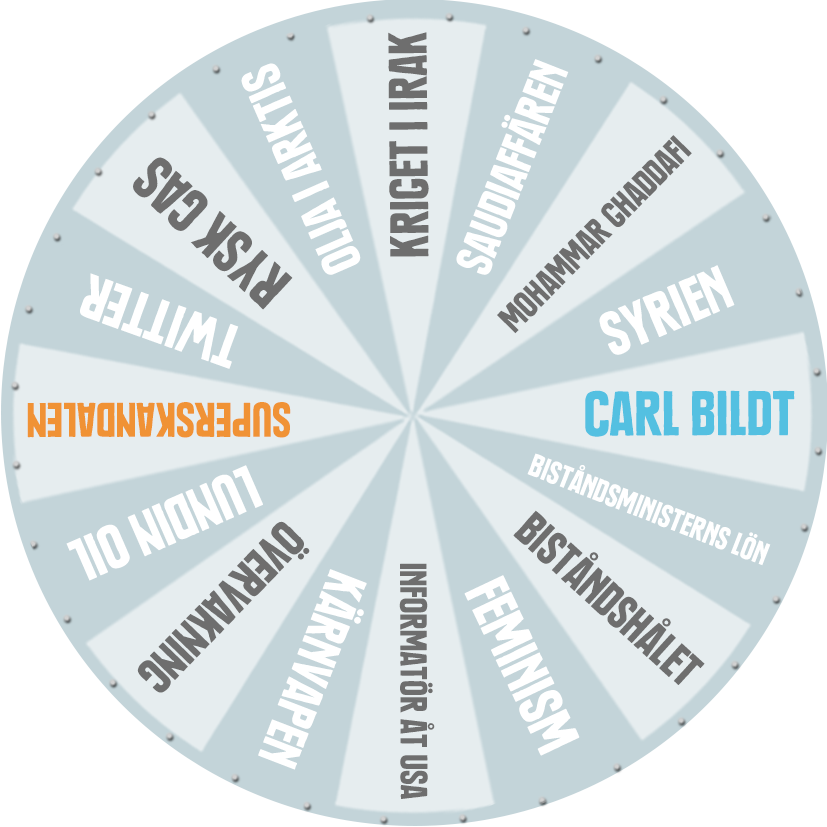 KRIGET I IRAK
SAUDIAFFÄREN
MOHAMMAR CHADDAFI
SYRIEN
CARL BILDT
BISTÅNDSMINISTERNS LÖN
BISTÅNDSHÅLET
FEMINISM
INFORMATÖR ÅT USA
KÄRNVAPEN
ÖVERVAKNING
LUNDIN OIL
SUPERSKANDALEN
TWITTER
RYSK GAS
OLJA I ARKTIS